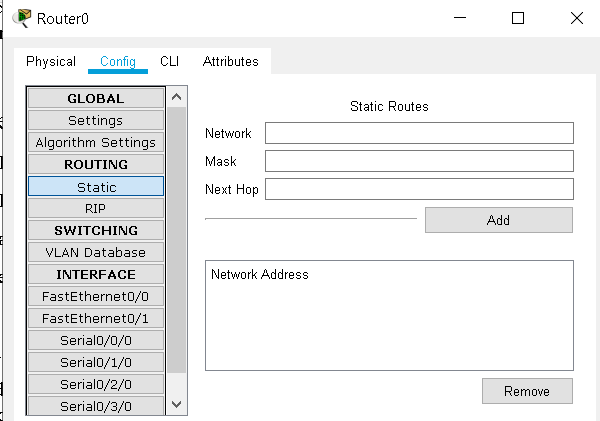 Router0
Physical Config CLI Attributes
GLOBAL
Settings
Algorithm Settings
ROUTING
Static
RIP
SWITCHING
VLAN Database
INTERFACE
FastEthernet0/0
FastEthernet0/1
Serial0/0/0
Serial0/1/0
Serial0/2/0
Serial0/3/0
Static Routes
Network
Mask
Next Hop
Add
Network Address
Remove